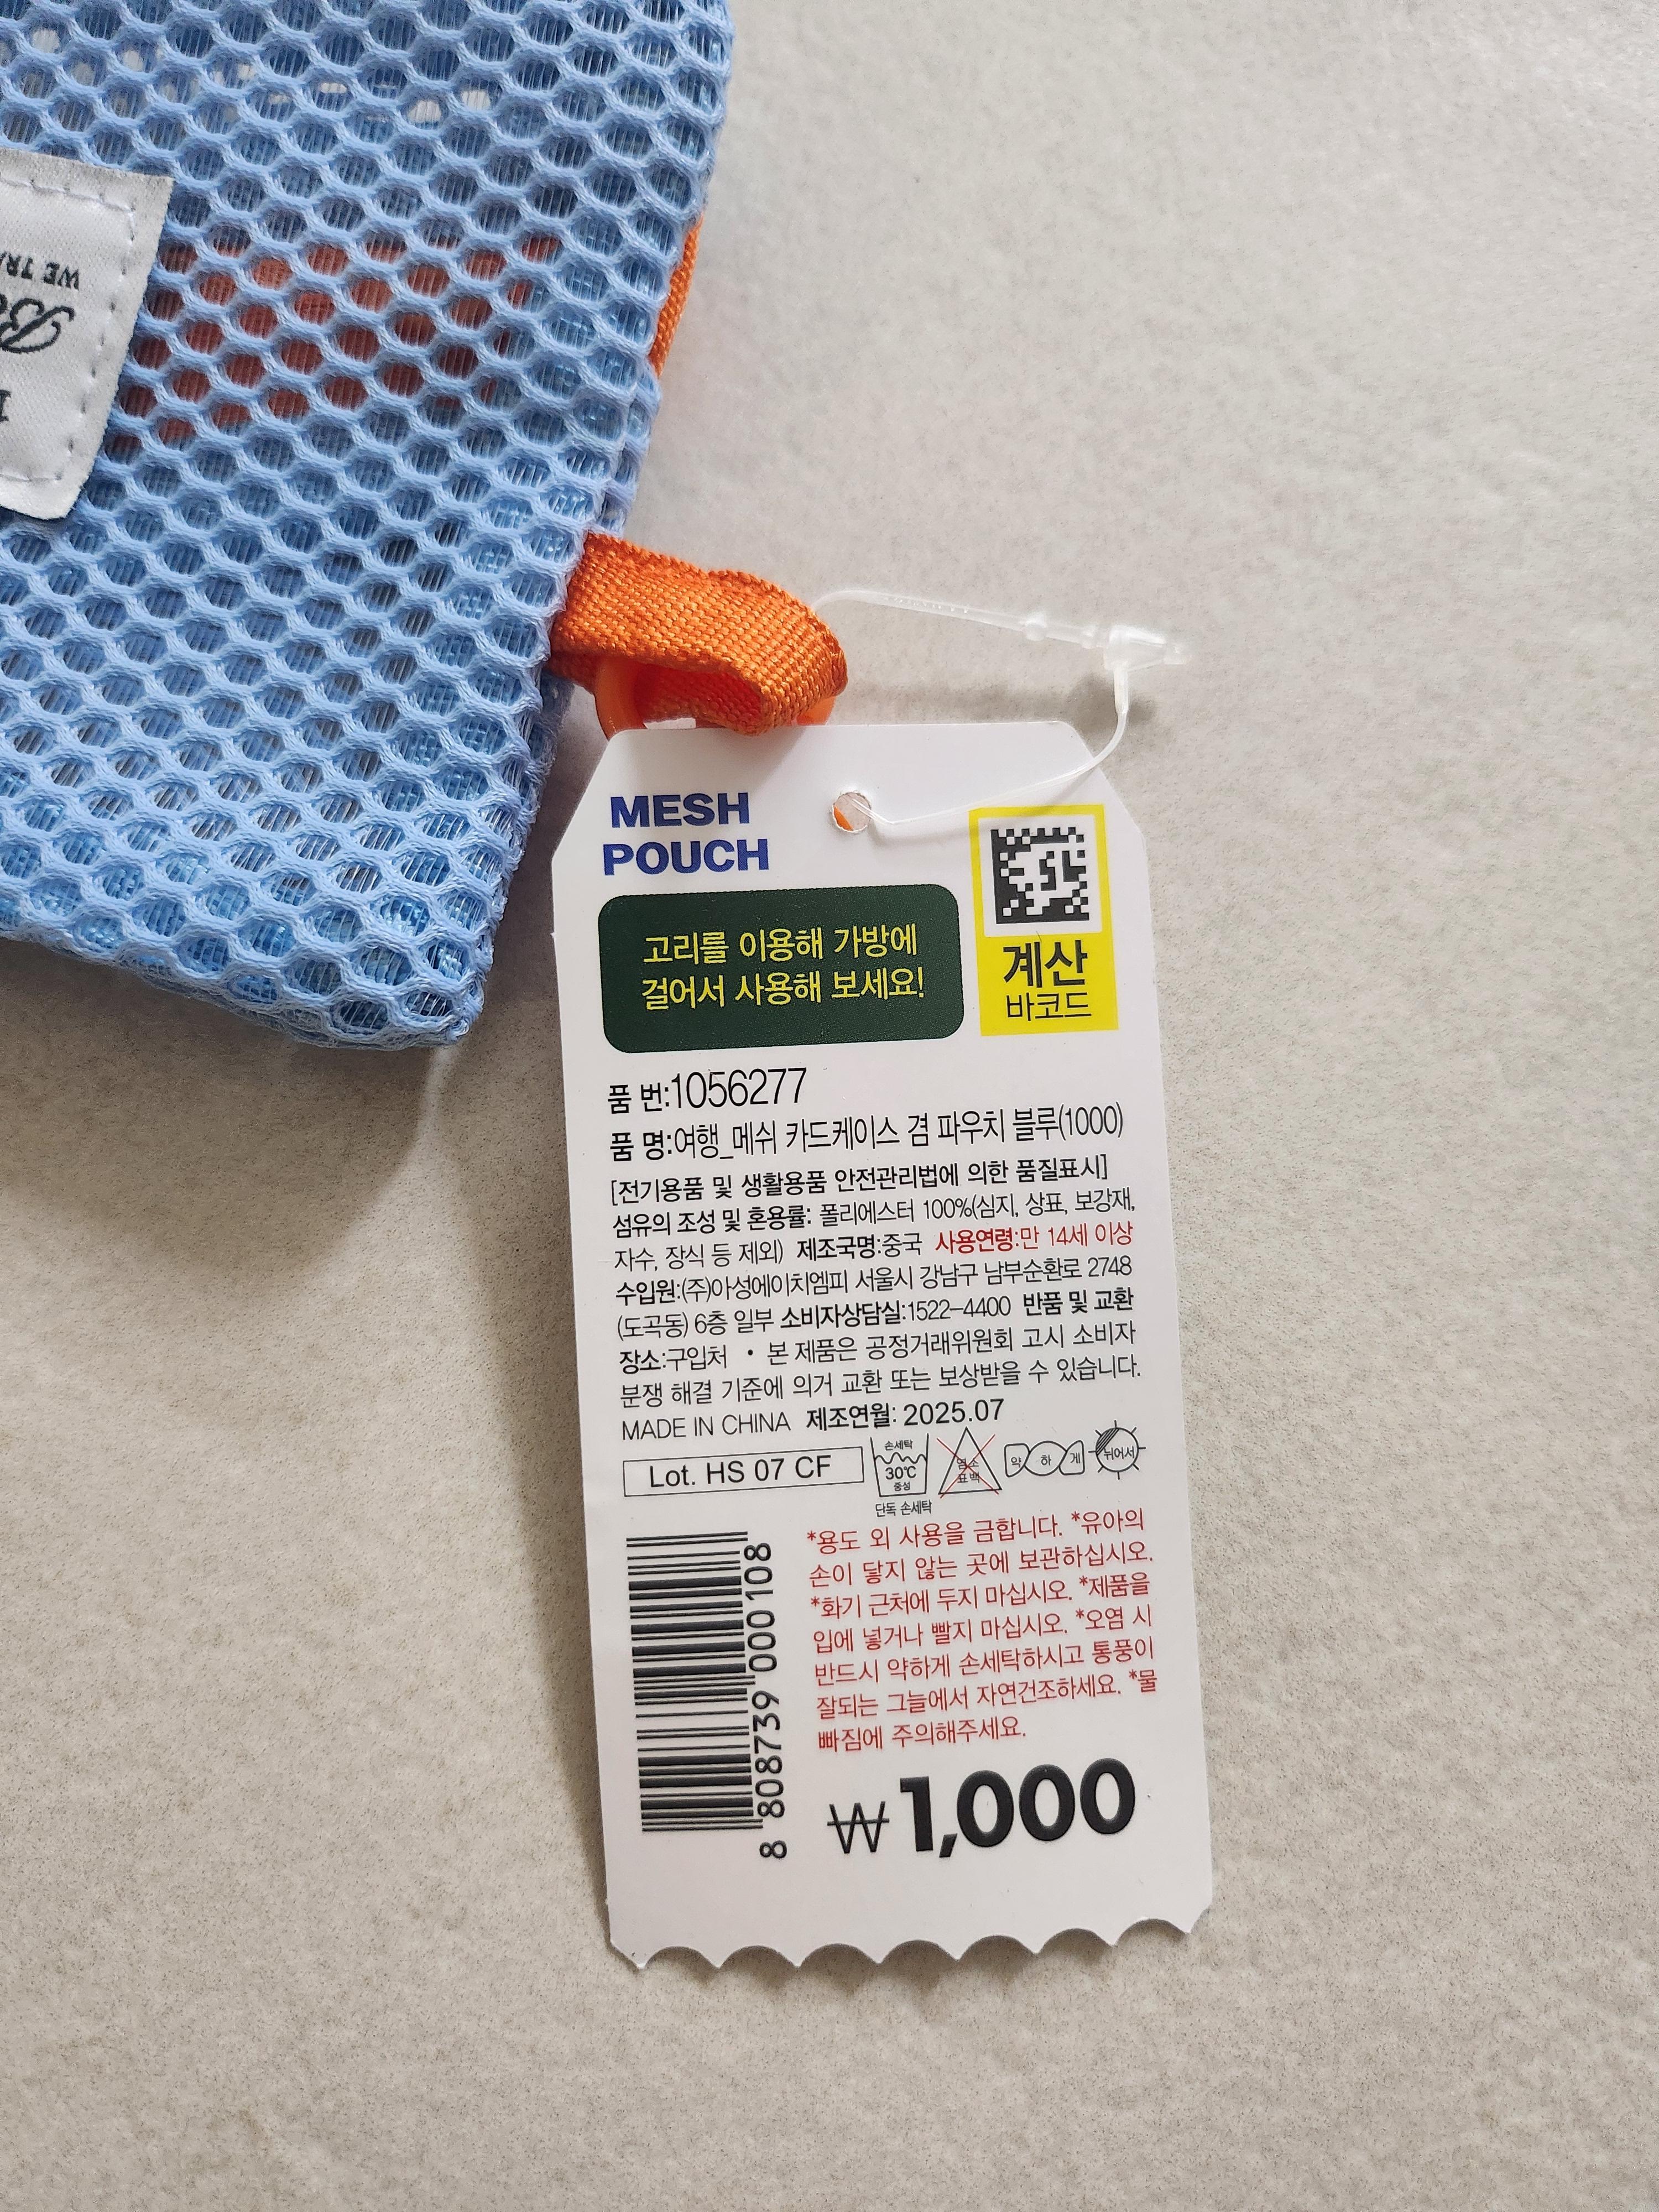 WE TRA
MESH
POUCH
고리를 이용해 가방에
걸어서 사용해 보세요!
계산
바코드
품 번:1056277
품 명:여행_메쉬 카드케이스 겸 파우치 블루(1000)
[전기용품 및 생활용품 안전관리법에 의한 품질표시]
섬유의 조성 및 혼용률: 폴리에스터 100%(심지, 상표, 보강재,
자수, 장식 등 제외) 제조국명:중국 사용연령:만 14세 이상
수입원:(주)아성에이치엠피 서울시 강남구 남부순환로 2748
(도곡동) 6층 일부 소비자상담실:1522-4400 반품 및 교환
장소:구입처 • 본 제품은 공정거래위원회 고시 소비자
분쟁 해결 기준에 의거 교환 또는 보상받을 수 있습니다.
MADE IN CHINA 제조연월: 2025.07
Lot. HS 07 CF
손세탁
30℃
중성
단독 손세탁
염소
표백
약 하 게
뉘어서
*용도 외 사용을 금합니다. *유아의
손이 닿지 않는 곳에 보관하십시오.
*화기 근처에 두지 마십시오. *제품을
입에 넣거나 빨지 마십시오. *오염 시
반드시 약하게 손세탁하시고 통풍이
잘되는 그늘에서 자연건조하세요. *물
빠짐에 주의해주세요.
8 808739 000108
₩1,000